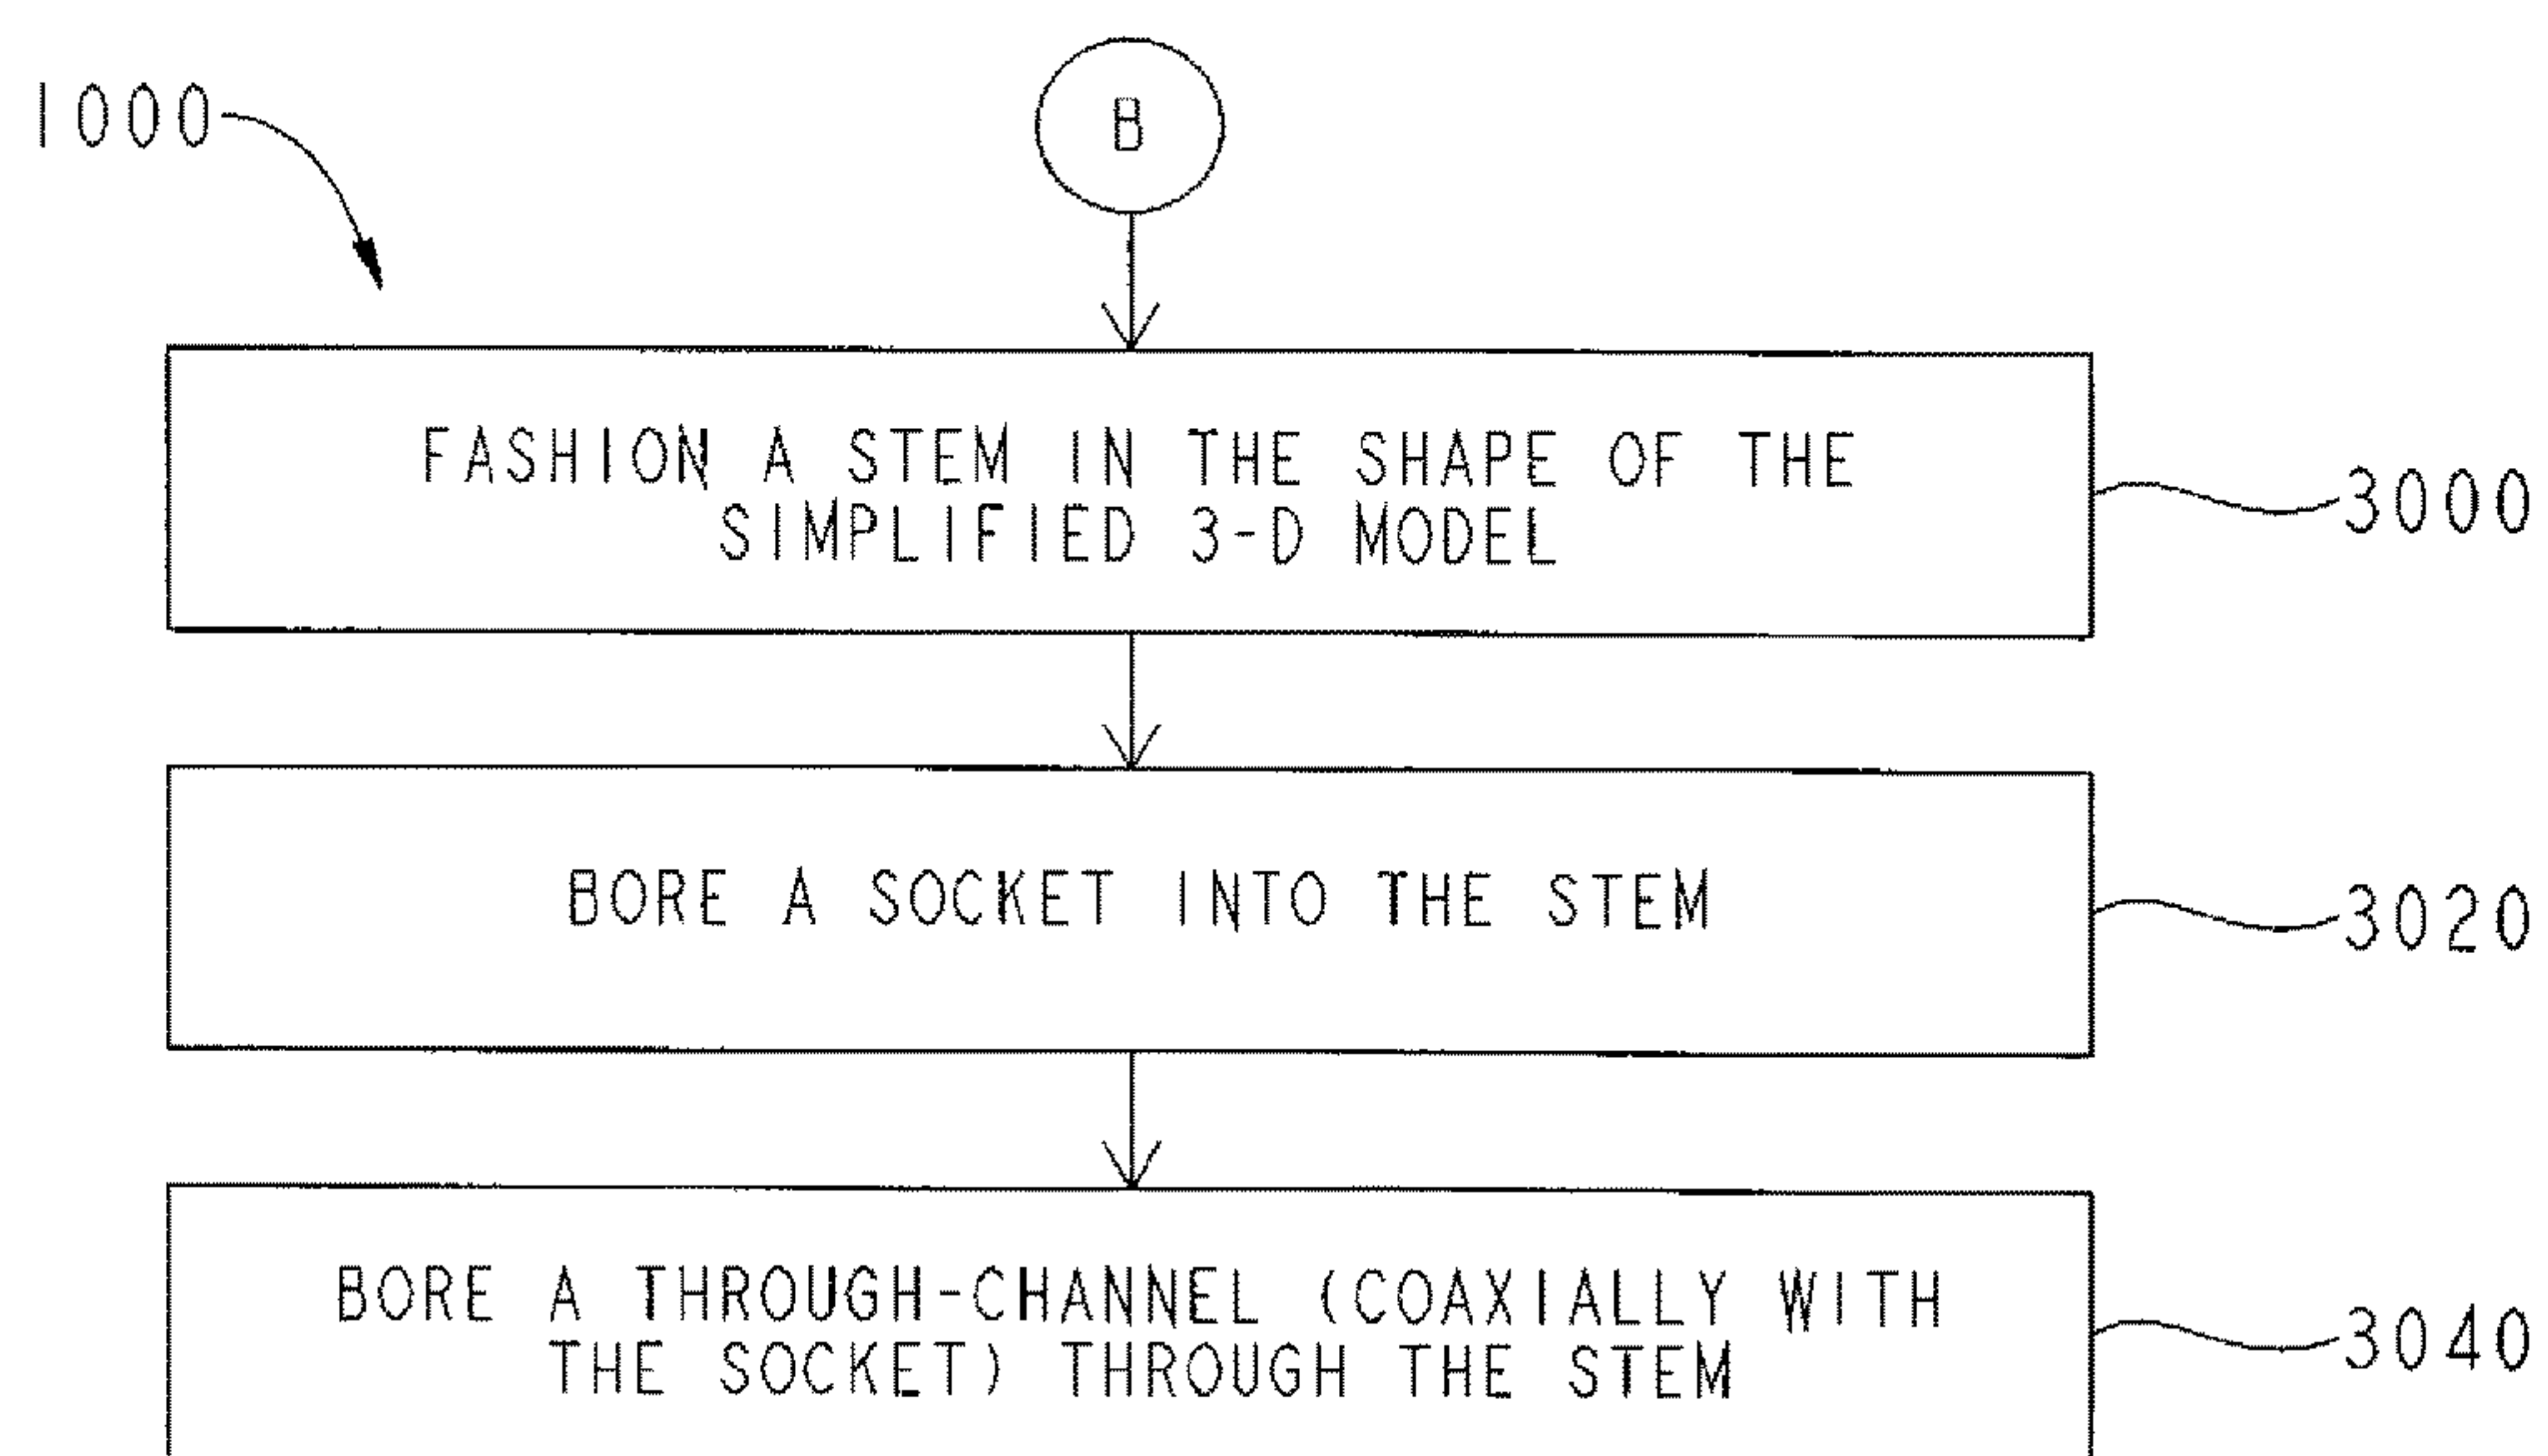 1000
B
FASHION A STEM IN THE SHAPE OF THE
SIMPLIFIED 3-D MODEL
3000
BORE A SOCKET INTO THE STEM
3020
BORE A THROUGH-CHANNEL (COAXIALLY WITH
THE SOCKET) THROUGH THE STEM
3040